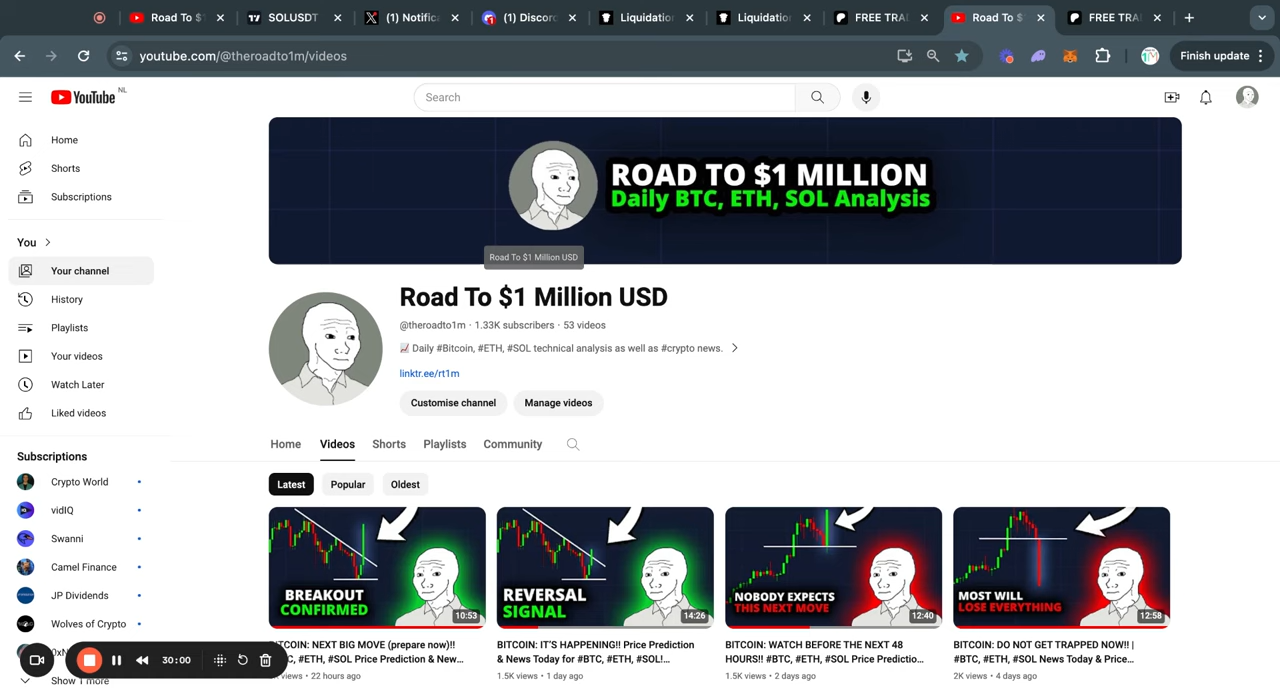 Road To $1
SOLUSDT
(1) Notifica
(1) Discord
Liquidation
Liquidation
FREE TRAI
Road To $
FREE TRAI
youtube.com/@theroadto1m/videos
Finish update
YouTube NL
Search
Home
Shorts
Subscriptions
You
Your channel
History
Playlists
Your videos
Watch Later
Liked videos
Subscriptions
Crypto World
vidIQ
Swanni
Camel Finance
JP Dividends
Wolves of Crypto
0xN
Show 1 more
30:00
ROAD TO $1 MILLION
Daily BTC, ETH, SOL Analysis
Road To $1 Million USD
Road To $1 Million USD
@theroadto1m · 1.33K subscribers · 53 videos
📈 Daily #Bitcoin, #ETH, #SOL technical analysis as well as #crypto news.
linktr.ee/rt1m
Customise channel
Manage videos
Home
Videos
Shorts
Playlists
Community
Latest
Popular
Oldest
BREAKOUT
CONFIRMED
10:53
REVERSAL
SIGNAL
14:26
NOBODY EXPECTS
THIS NEXT MOVE
12:40
MOST WILL
LOSE EVERYTHING
12:58
BITCOIN: NEXT BIG MOVE (prepare now)!!
C, #ETH, #SOL Price Prediction & New...
views • 22 hours ago
BITCOIN: IT'S HAPPENING!! Price Prediction
& News Today for #BTC, #ETH, #SOL!...
1.5K views • 1 day ago
BITCOIN: WATCH BEFORE THE NEXT 48
HOURS!! #BTC, #ETH, #SOL Price Predictio...
1.5K views • 2 days ago
BITCOIN: DO NOT GET TRAPPED NOW!! |
#BTC, #ETH, #SOL News Today & Price...
2K views • 4 days ago